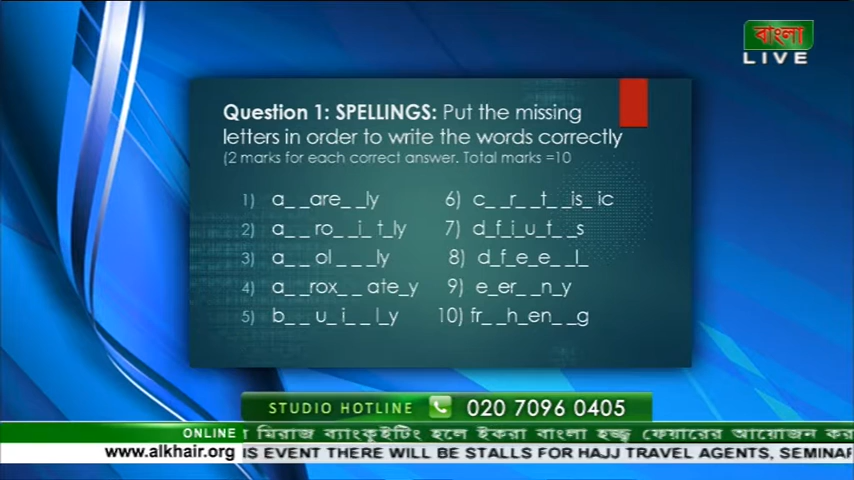 বাংলা
LIVE
Question 1: SPELLINGS: Put the missing
letters in order to write the words correctly
(2 marks for each correct answer. Total marks =10
1) a_ _are_ _ly
2) a_ _ ro_ _i_ t_ly
3) a_ _ ol _ _ _ly
4) a_ _rox_ _ ate_y
5) b_ _ u_ i_ _ l_y
6) c_ _r_ _t_ _is_ ic
7) d_f_i_u_t_ _s
8) d_f_e_e_ _l_
9) e_er_ _n_y
10) fr_ _h_en_ _g
STUDIO HOTLINE 020 7096 0405
ONLINE মিরাজ ব্যাংকুইটিং হলে ইকরা বাংলা হজ্ব ফেয়ারের আয়োজন কর
www.alkhair.org IS EVENT THERE WILL BE STALLS FOR HAJJ TRAVEL AGENTS, SEMINAR